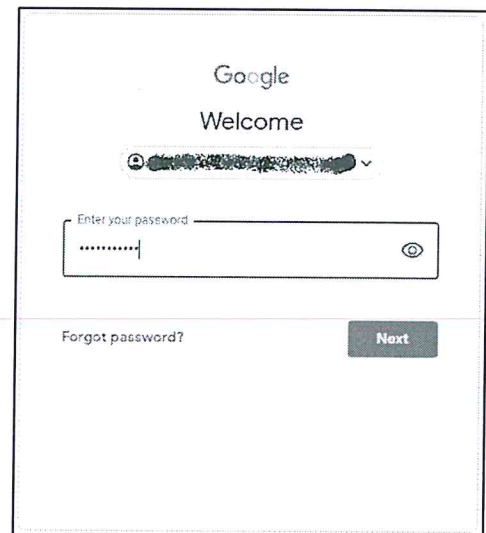 Google
Welcome
Enter your password
•••••••••••
Forgot password?
Next